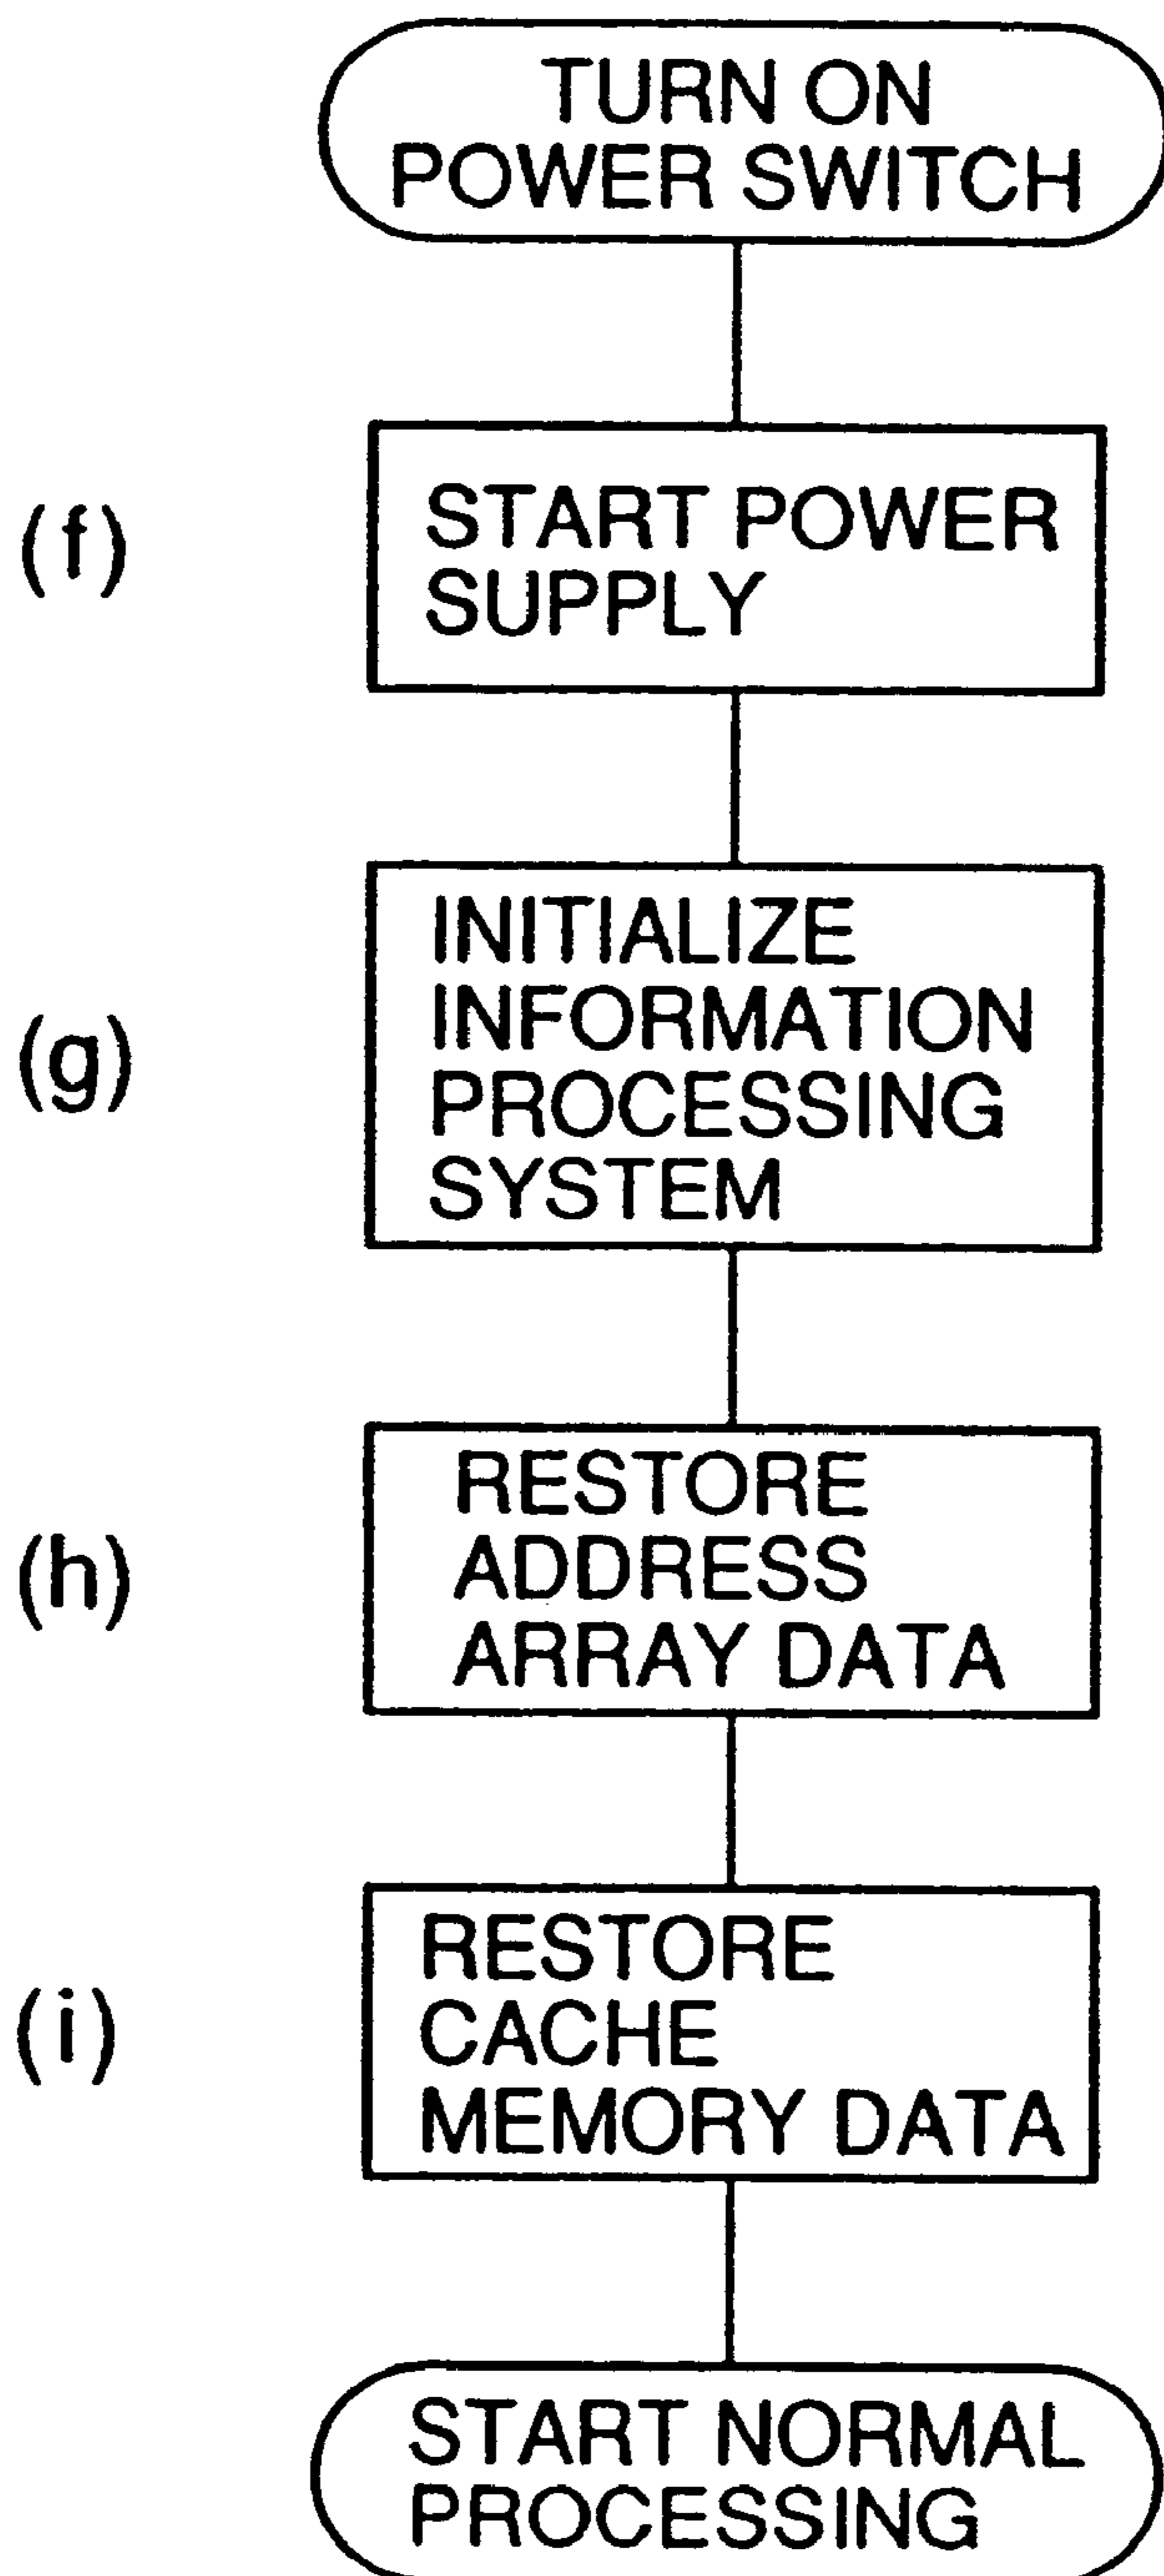 TURN ON
POWER SWITCH
(f)
START POWER
SUPPLY
(g)
INITIALIZE
INFORMATION
PROCESSING
SYSTEM
(h)
RESTORE
ADDRESS
ARRAY DATA
(i)
RESTORE
CACHE
MEMORY DATA
START NORMAL
PROCESSING